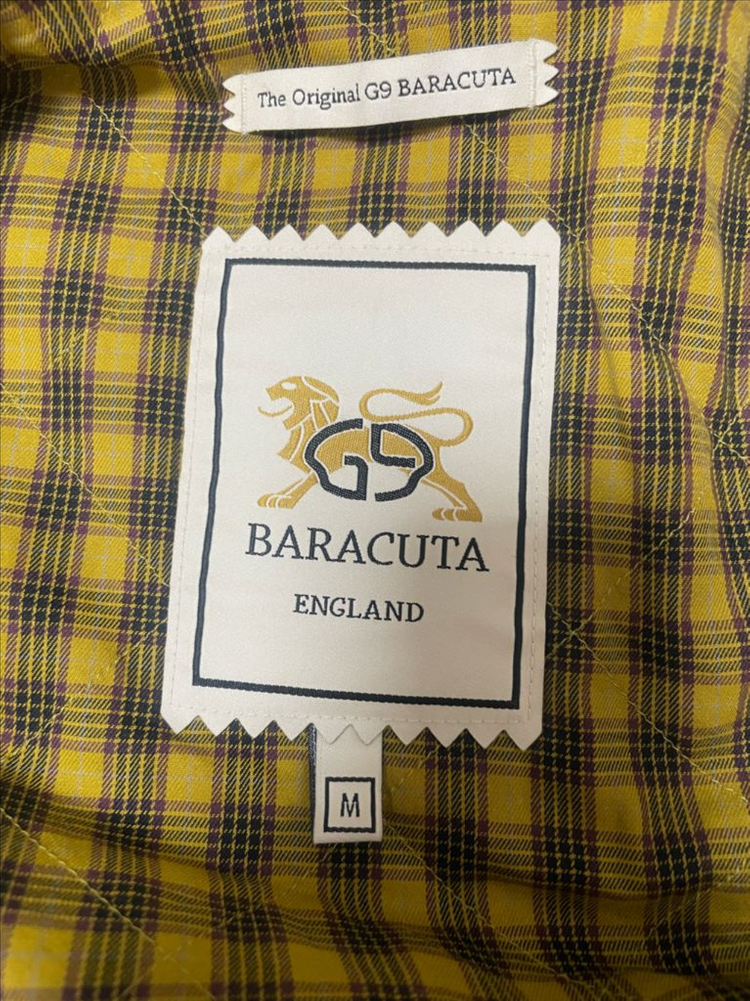 The Original G9 BARACUTA
G9
BARACUTA
ENGLAND
M